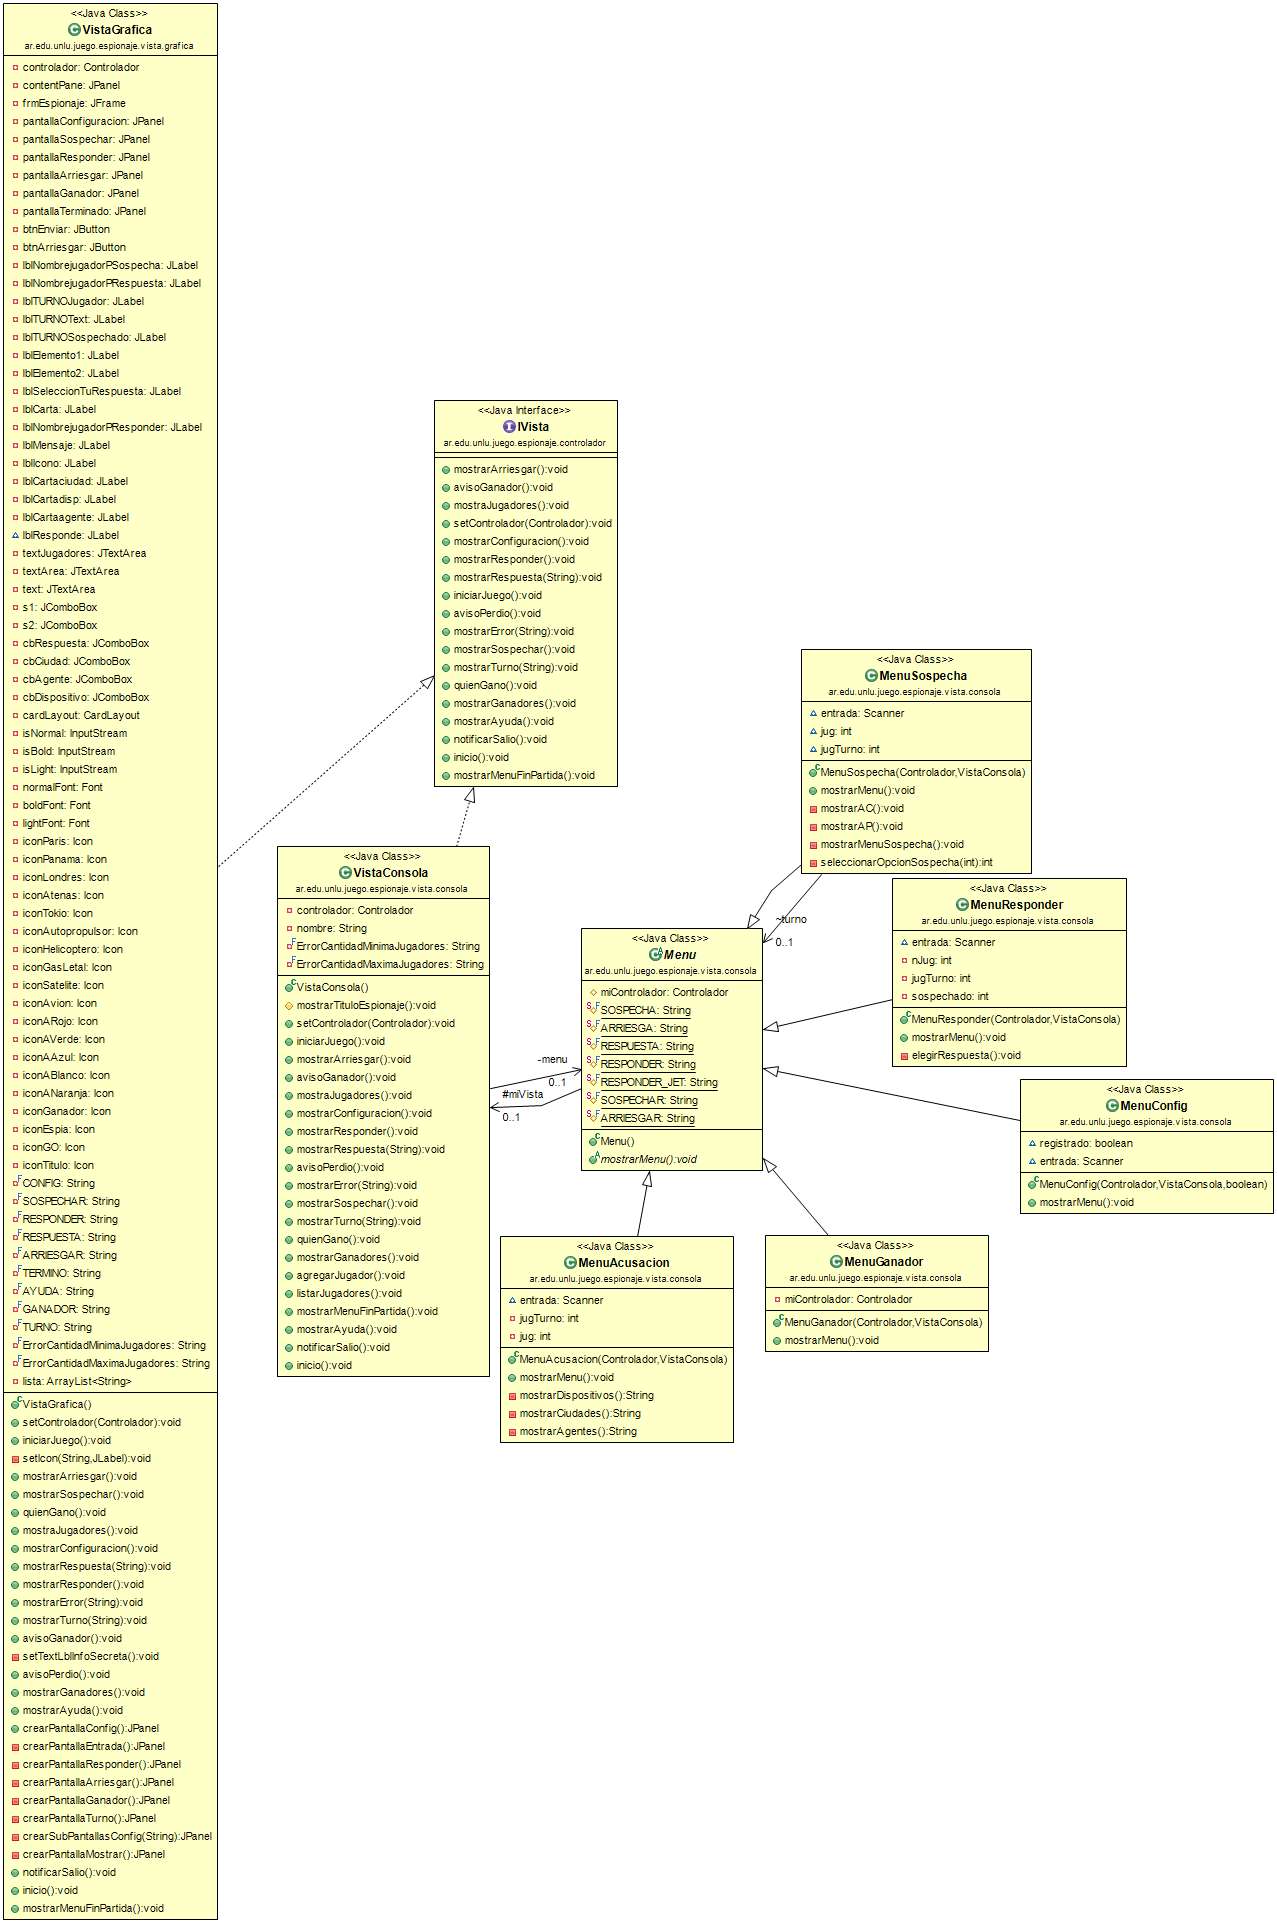 <<Java Class>>
VistaGrafica
ar.edu.unlu.juego.espionaje.vista.grafica
controlador: Controlador
contentPane: JPanel
frmEspionaje: JFrame
pantallaConfiguracion: JPanel
pantallaSospechar: JPanel
pantallaResponder: JPanel
pantallaArriesgar: JPanel
pantallaGanador: JPanel
pantallaTerminado: JPanel
btnEnviar: JButton
btnArriesgar: JButton
lblNombrejugadorPSospecha: JLabel
lblNombrejugadorPRespuesta: JLabel
lblTURNOJugador: JLabel
lblTURNOText: JLabel
lblTURNOSospechado: JLabel
lblElemento1: JLabel
lblElemento2: JLabel
lblSeleccionTuRespuesta: JLabel
lblCarta: JLabel
lblNombrejugadorPResponder: JLabel
lblMensaje: JLabel
lblIcono: JLabel
lblCartaciudad: JLabel
lblCartadisp: JLabel
lblCartaagente: JLabel
lblResponde: JLabel
textJugadores: JTextArea
textArea: JTextArea
text: JTextArea
s1: JComboBox
s2: JComboBox
cbRespuesta: JComboBox
cbCiudad: JComboBox
cbAgente: JComboBox
cbDispositivo: JComboBox
cardLayout: CardLayout
isNormal: InputStream
isBold: InputStream
isLight: InputStream
normalFont: Font
boldFont: Font
lightFont: Font
iconParis: Icon
iconPanama: Icon
iconLondres: Icon
iconAtenas: Icon
iconTokio: Icon
iconAutopropulsor: Icon
iconHelicoptero: Icon
iconGasLetal: Icon
iconSatelite: Icon
iconAvion: Icon
iconARojo: Icon
iconAVerde: Icon
iconAAzul: Icon
iconABlanco: Icon
iconANaranja: Icon
iconGanador: Icon
iconEspia: Icon
iconGO: Icon
iconTitulo: Icon
CONFIG: String
SOSPECHAR: String
RESPONDER: String
RESPUESTA: String
ARRIESGAR: String
TERMINO: String
AYUDA: String
GANADOR: String
TURNO: String
ErrorCantidadMinimaJugadores: String
ErrorCantidadMaximaJugadores: String
lista: ArrayList<String>
VistaGrafica()
setControlador(Controlador):void
iniciarJuego():void
setIcon(String,JLabel):void
mostrarArriesgar():void
mostrarSospechar():void
quienGano():void
mostraJugadores():void
mostrarConfiguracion():void
mostrarRespuesta(String):void
mostrarResponder():void
mostrarError(String):void
mostrarTurno(String):void
avisoGanador():void
setTextLblInfoSecreta():void
avisoPerdio():void
mostrarGanadores():void
mostrarAyuda():void
crearPantallaConfig():JPanel
crearPantallaEntrada():JPanel
crearPantallaResponder():JPanel
crearPantallaArriesgar():JPanel
crearPantallaGanador():JPanel
crearPantallaTurno():JPanel
crearSubPantallasConfig(String):JPanel
crearPantallaMostrar():JPanel
notificarSalio():void
inicio():void
mostrarMenuFinPartida():void
<<Java Interface>>
IVista
ar.edu.unlu.juego.espionaje.controlador
mostrarArriesgar():void
avisoGanador():void
mostraJugadores():void
setControlador(Controlador):void
mostrarConfiguracion():void
mostrarResponder():void
mostrarRespuesta(String):void
iniciarJuego():void
avisoPerdio():void
mostrarError(String):void
mostrarSospechar():void
mostrarTurno(String):void
quienGano():void
mostrarGanadores():void
mostrarAyuda():void
notificarSalio():void
inicio():void
mostrarMenuFinPartida():void
<<Java Class>>
VistaConsola
ar.edu.unlu.juego.espionaje.vista.consola
controlador: Controlador
nombre: String
ErrorCantidadMinimaJugadores: String
ErrorCantidadMaximaJugadores: String
VistaConsola()
mostrarTituloEspionaje():void
setControlador(Controlador):void
iniciarJuego():void
mostrarArriesgar():void
avisoGanador():void
mostraJugadores():void
mostrarConfiguracion():void
mostrarResponder():void
mostrarRespuesta(String):void
avisoPerdio():void
mostrarError(String):void
mostrarSospechar():void
mostrarTurno(String):void
quienGano():void
mostrarGanadores():void
agregarJugador():void
listarJugadores():void
mostrarMenuFinPartida():void
mostrarAyuda():void
notificarSalio():void
inicio():void
-menu
0..1
#miVista
0..1
<<Java Class>>
Menu
ar.edu.unlu.juego.espionaje.vista.consola
miControlador: Controlador
SOSPECHA: String
ARRIESGA: String
RESPUESTA: String
RESPONDER: String
RESPONDER_JET: String
SOSPECHAR: String
ARRIESGAR: String
Menu()
mostrarMenu():void
<<Java Class>>
MenuSospecha
ar.edu.unlu.juego.espionaje.vista.consola
entrada: Scanner
jug: int
jugTurno: int
MenuSospecha(Controlador,VistaConsola)
mostrarMenu():void
mostrarAC():void
mostrarAP():void
mostrarMenuSospecha():void
seleccionarOpcionSospecha(int):int
~turno
0..1
<<Java Class>>
MenuResponder
ar.edu.unlu.juego.espionaje.vista.consola
entrada: Scanner
nJug: int
jugTurno: int
sospechado: int
MenuResponder(Controlador,VistaConsola)
mostrarMenu():void
elegirRespuesta():void
<<Java Class>>
MenuConfig
ar.edu.unlu.juego.espionaje.vista.consola
registrado: boolean
entrada: Scanner
MenuConfig(Controlador,VistaConsola,boolean)
mostrarMenu():void
<<Java Class>>
MenuAcusacion
ar.edu.unlu.juego.espionaje.vista.consola
entrada: Scanner
jugTurno: int
jug: int
MenuAcusacion(Controlador,VistaConsola)
mostrarMenu():void
mostrarDispositivos():String
mostrarCiudades():String
mostrarAgentes():String
<<Java Class>>
MenuGanador
ar.edu.unlu.juego.espionaje.vista.consola
miControlador: Controlador
MenuGanador(Controlador,VistaConsola)
mostrarMenu():void